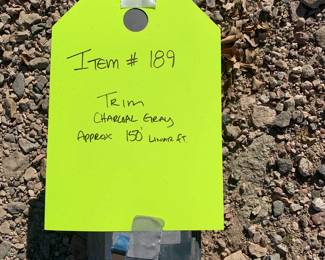 Item # 189
Trim
Charcoal Gray
Approx 150' Linear ft.